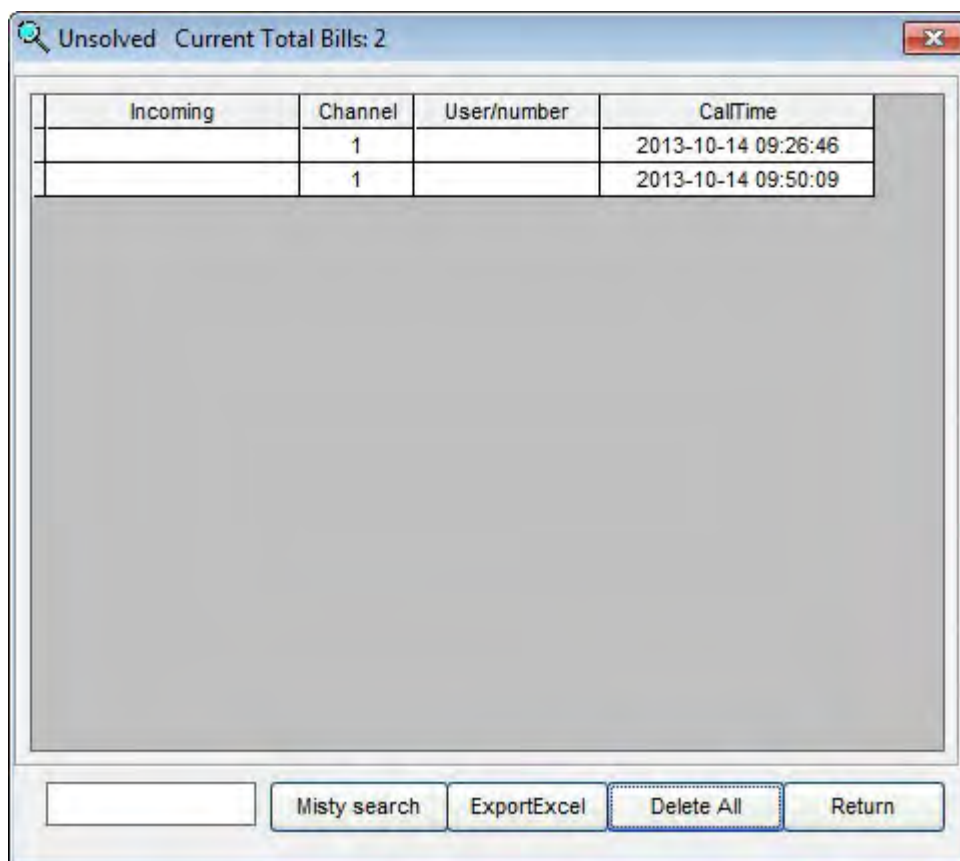 Unsolved Current Total Bills: 2
Incoming Channel User/number CallTime
1 2013-10-14 09:26:46
1 2013-10-14 09:50:09
Misty search ExportExcel Delete All Return